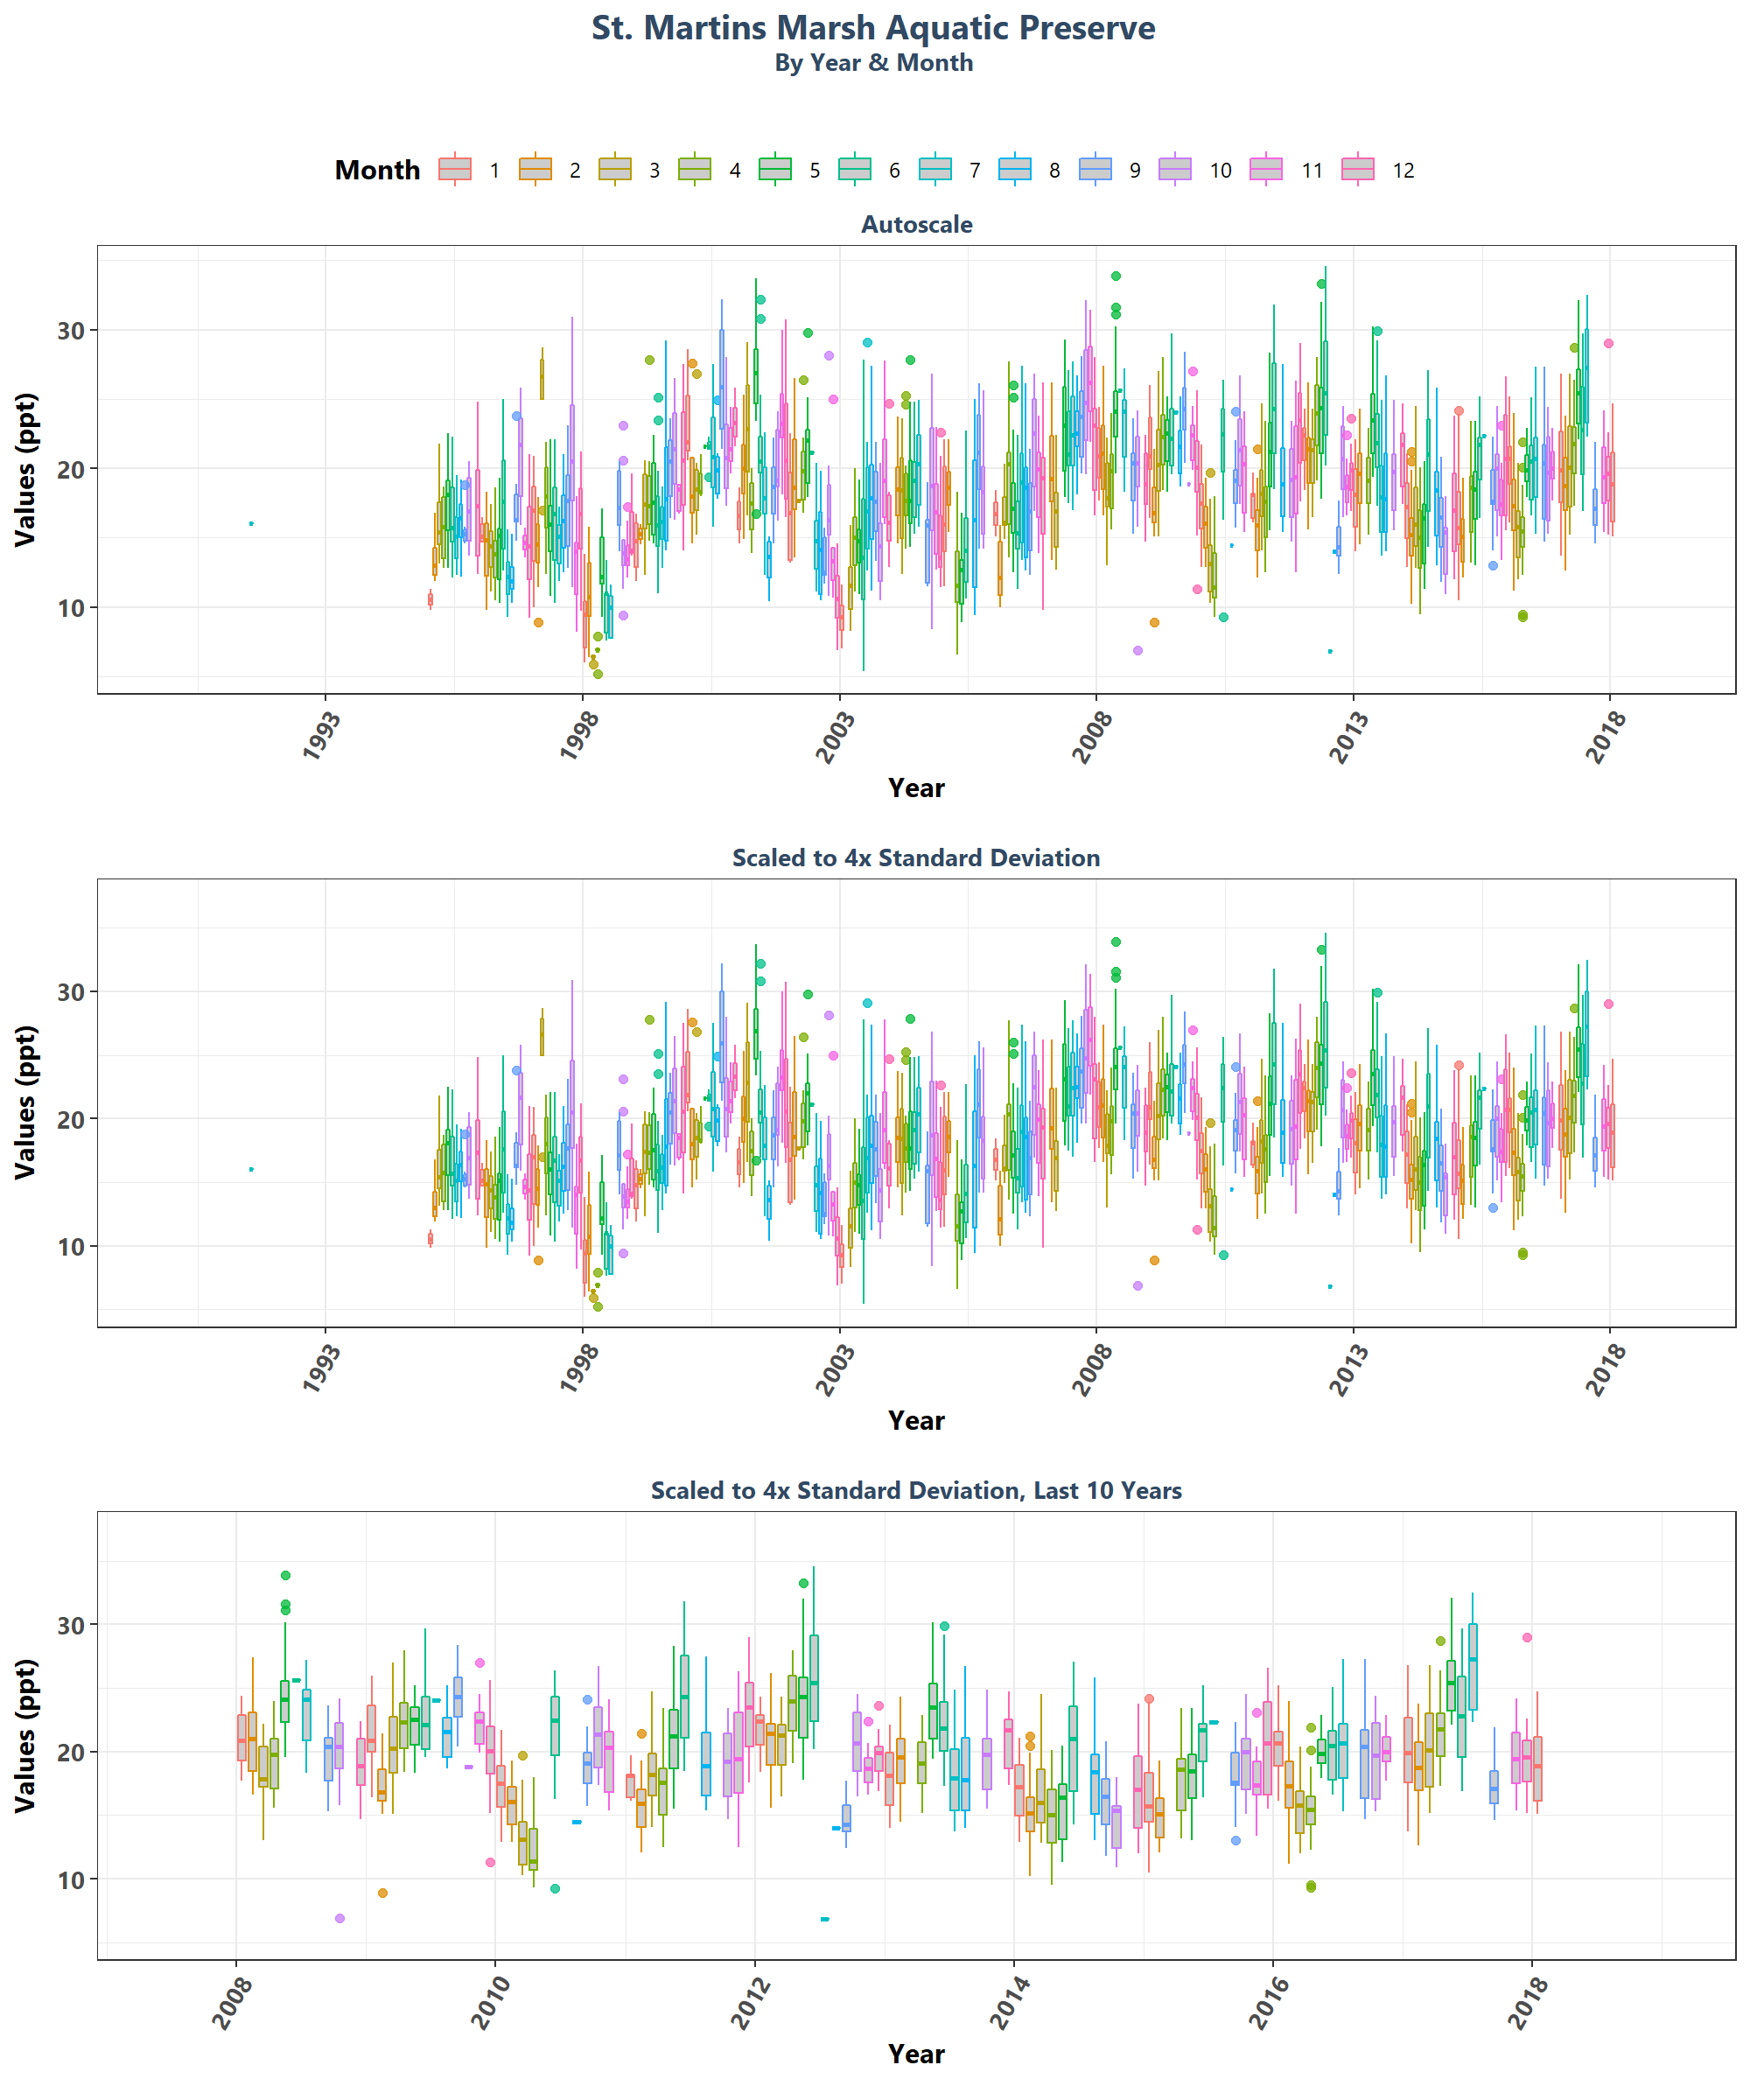 St. Martins Marsh Aquatic Preserve
By Year & Month
Month 1 2 3 4 5 6 7 8 9 10 11 12
Autoscale
Values (ppt)
30
20
10
1993 1998 2003 2008 2013 2018
Year
Scaled to 4x Standard Deviation
Values (ppt)
30
20
10
1993 1998 2003 2008 2013 2018
Year
Scaled to 4x Standard Deviation, Last 10 Years
Values (ppt)
30
20
10
2008 2010 2012 2014 2016 2018
Year